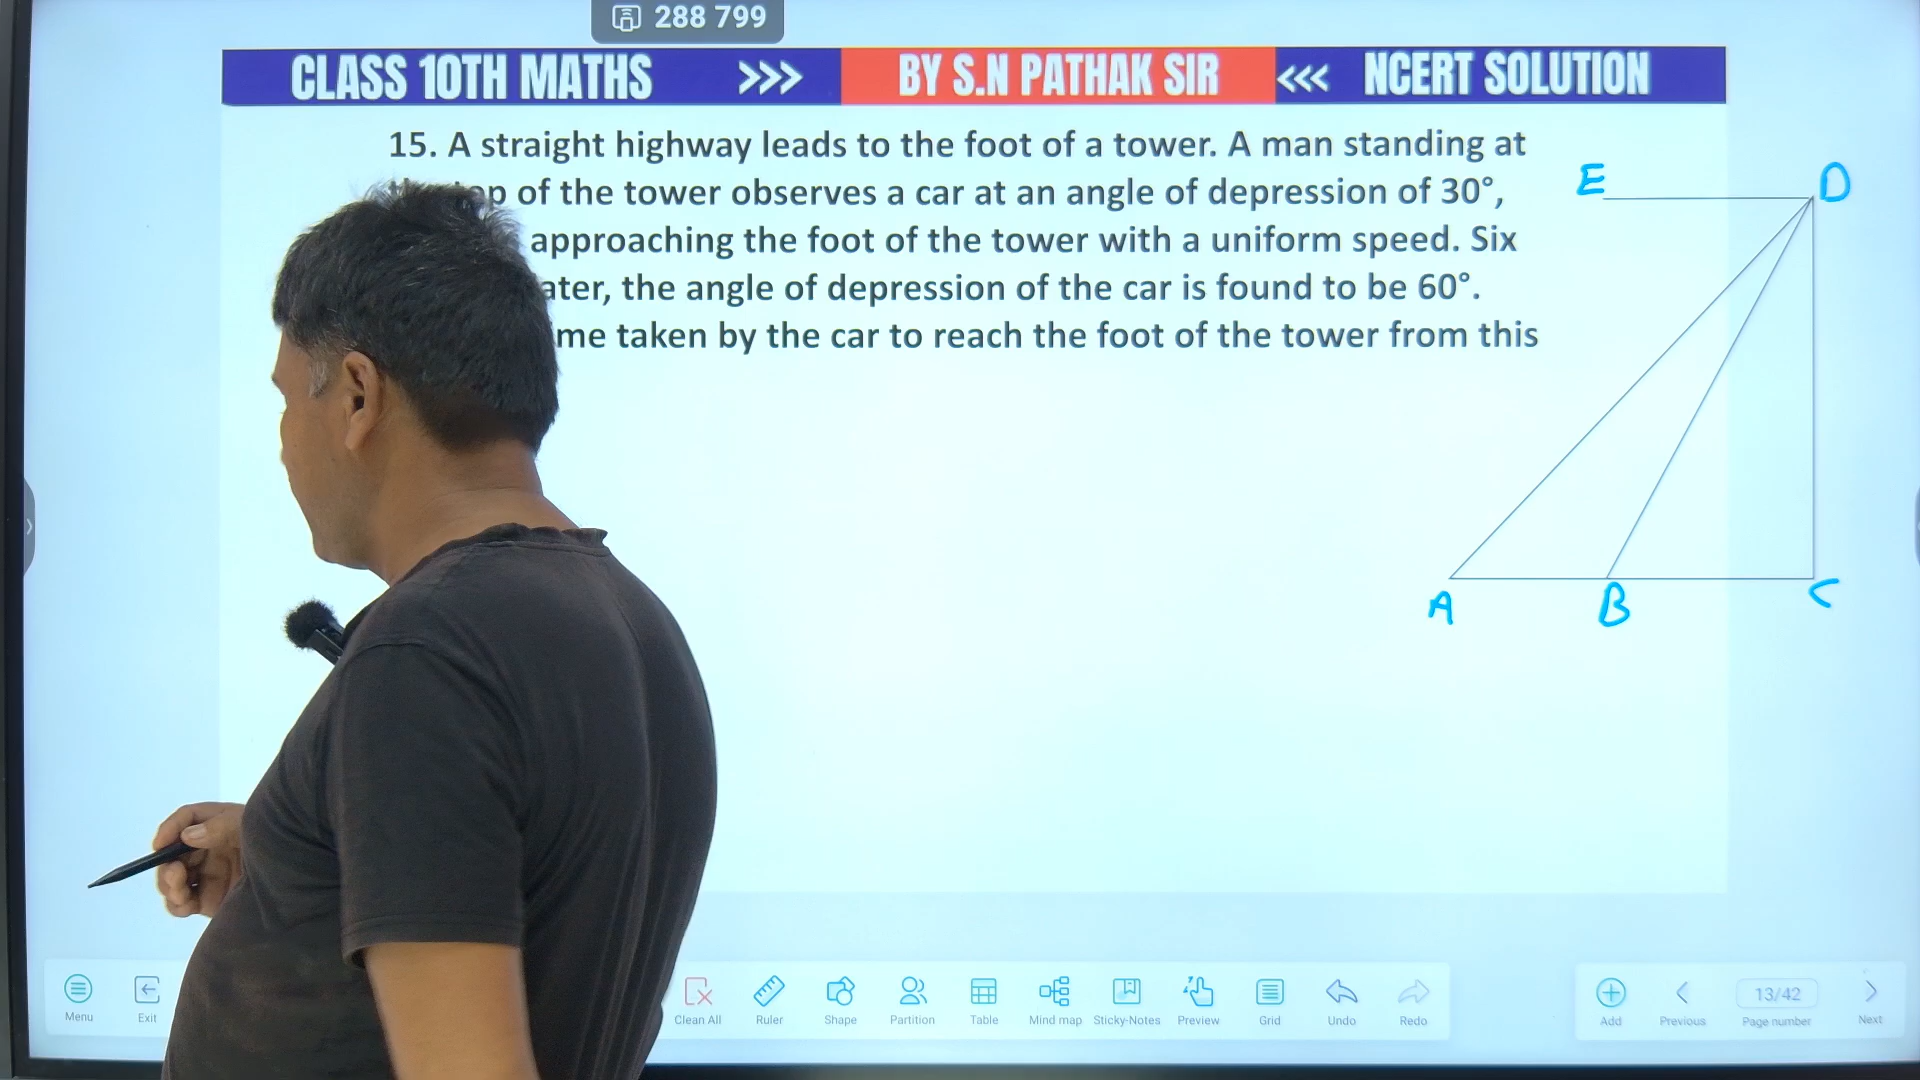 288 799
CLASS 10TH MATHS >>> BY S.N PATHAK SIR <<< NCERT SOLUTION
15. A straight highway leads to the foot of a tower. A man standing at
of the tower observes a car at an angle of depression of 30°,
approaching the foot of the tower with a uniform speed. Six
the angle of depression of the car is found to be 60°.
taken by the car to reach the foot of the tower from this
E D
A B C
Menu Exit Clean All Ruler Shape Partition Table Mind map Sticky-Notes Preview Grid Undo Redo Add Previous 13/42 Page number Next